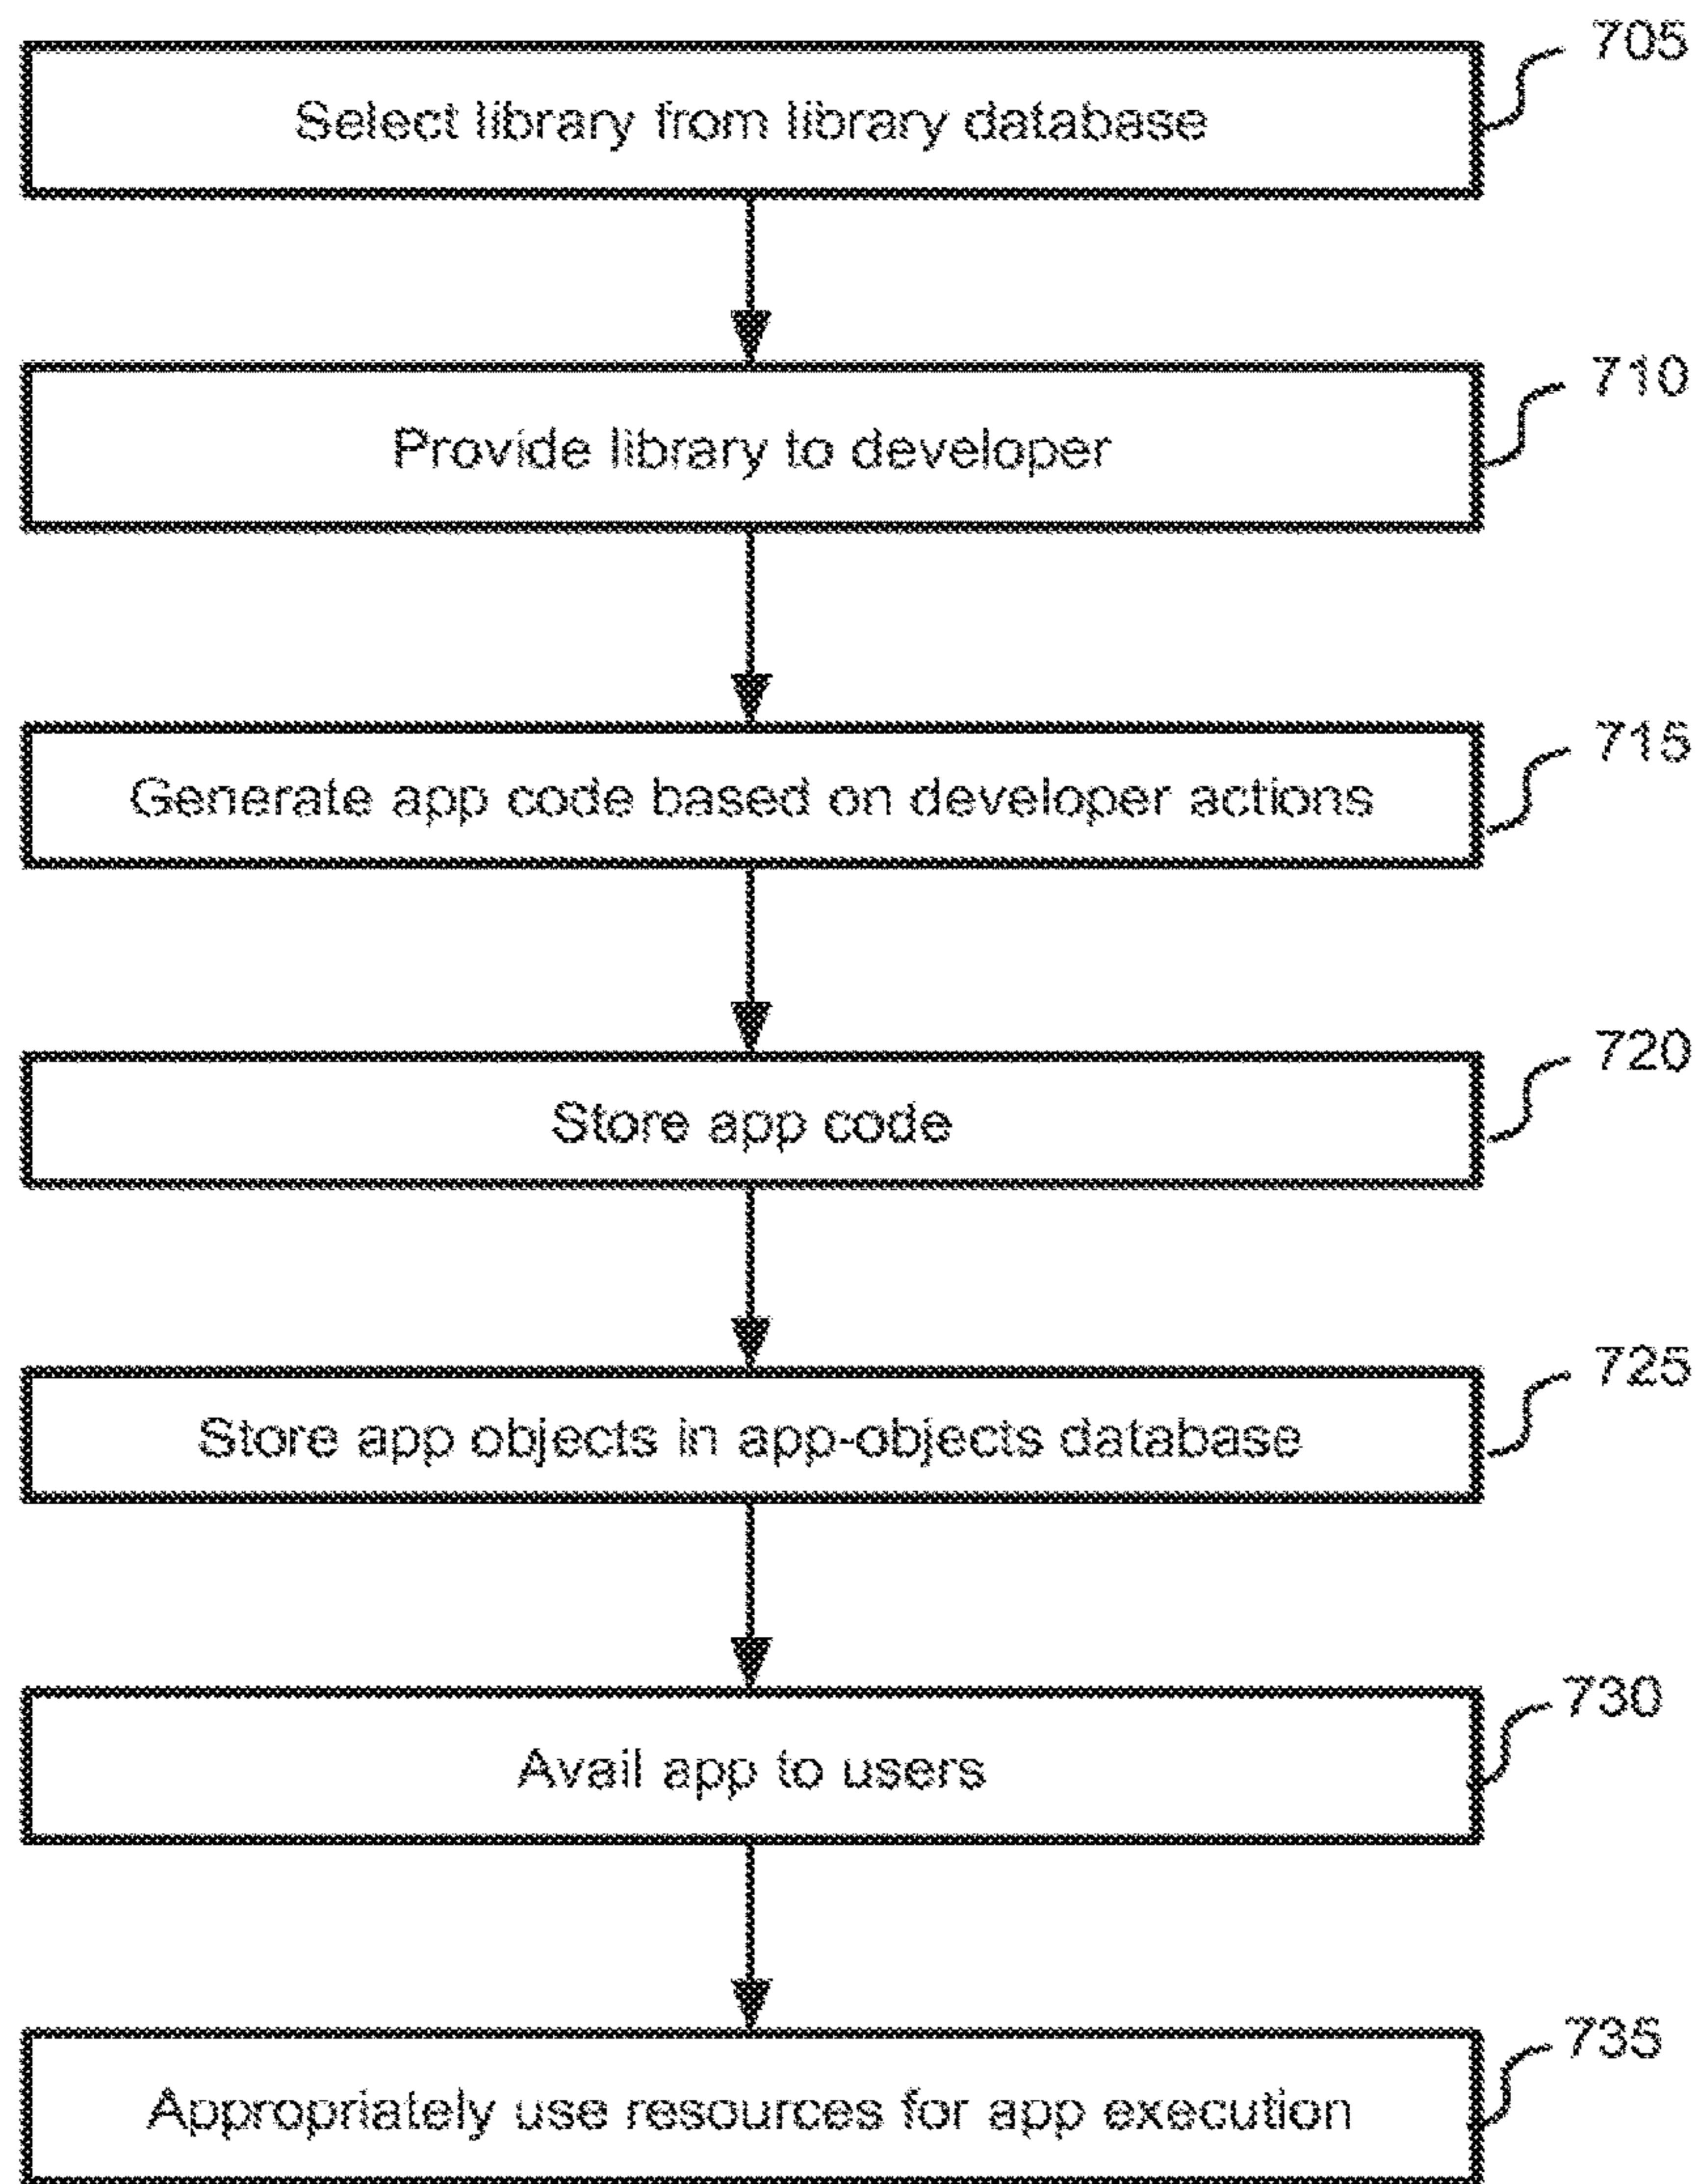 705
Select library from library database
710
Provide library to developer
715
Generate app code based on developer actions
720
Store app code
725
Store app objects in app-objects database
730
Avail app to users
735
Appropriately use resources for app execution